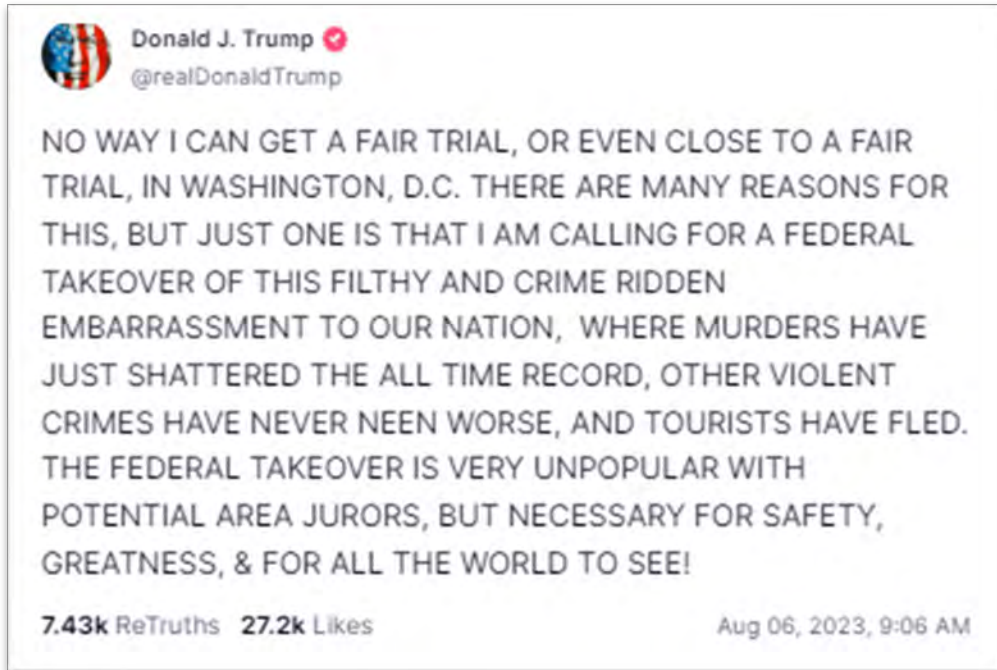 Donald J. Trump
@realDonaldTrump
NO WAY I CAN GET A FAIR TRIAL, OR EVEN CLOSE TO A FAIR
TRIAL, IN WASHINGTON, D.C. THERE ARE MANY REASONS FOR
THIS, BUT JUST ONE IS THAT I AM CALLING FOR A FEDERAL
TAKEOVER OF THIS FILTHY AND CRIME RIDDEN
EMBARRASSMENT TO OUR NATION,  WHERE MURDERS HAVE
JUST SHATTERED THE ALL TIME RECORD, OTHER VIOLENT
CRIMES HAVE NEVER NEEN WORSE, AND TOURISTS HAVE FLED.
THE FEDERAL TAKEOVER IS VERY UNPOPULAR WITH
POTENTIAL AREA JURORS, BUT NECESSARY FOR SAFETY,
GREATNESS, & FOR ALL THE WORLD TO SEE!
7.43k ReTruths 27.2k Likes Aug 06, 2023, 9:06 AM